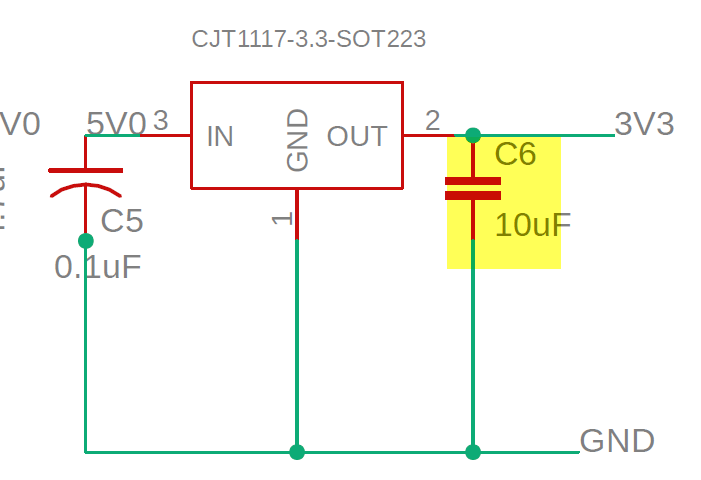 CJT1117-3.3-SOT223
V0
5V0
3
IN
GND
OUT
2
3V3
C6
10uF
1
C5
0.1uF
GND